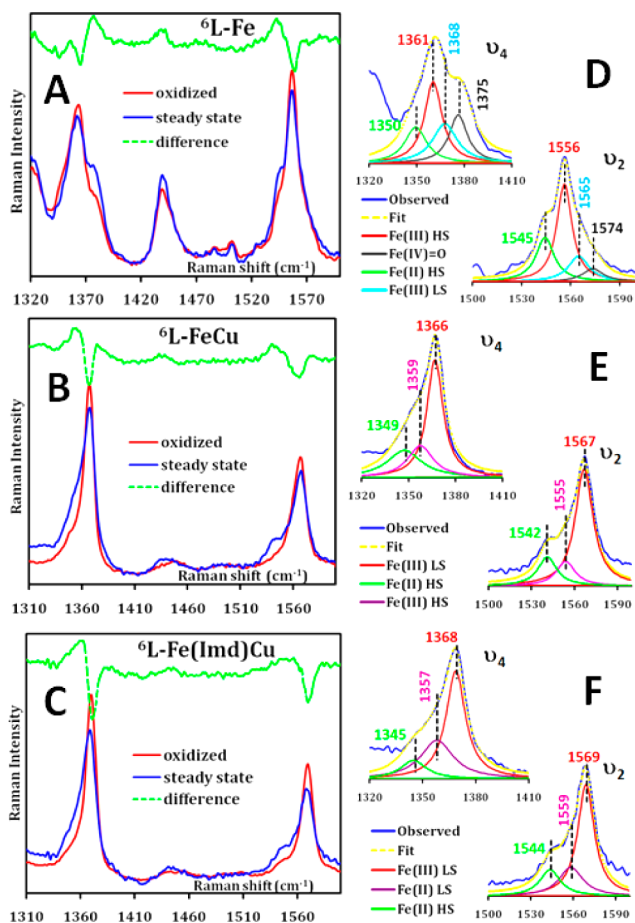 ⁶L-Fe
A
oxidized
steady state
difference
Raman Intensity
Raman shift (cm⁻¹)
1320 1370 1420 1470 1520 1570
1361
1368
1375
1350
υ₄
D
1320 1350 1380 1410
Observed
Fit
Fe(III) HS
Fe(IV)=O
Fe(II) HS
Fe(III) LS
1556
υ₂
1565
1574
1545
1500 1530 1560 1590
⁶L-FeCu
B
oxidized
steady state
difference
Raman Intensity
Raman shift (cm⁻¹)
1310 1360 1410 1460 1510 1560
1366
υ₄
1359
1349
E
1320 1350 1380 1410
Observed
Fit
Fe(III) LS
Fe(II) HS
Fe(III) HS
1567
υ₂
1555
1542
1500 1530 1560 1590
⁶L-Fe(Imd)Cu
C
oxidized
steady state
difference
Raman Intensity
Raman shift (cm⁻¹)
1310 1360 1410 1460 1510 1560
1368
υ₄
1357
1345
F
1320 1350 1380 1410
Observed
Fit
Fe(III) LS
Fe(II) LS
Fe(II) HS
1569
υ₂
1559
1544
1500 1530 1560 1590